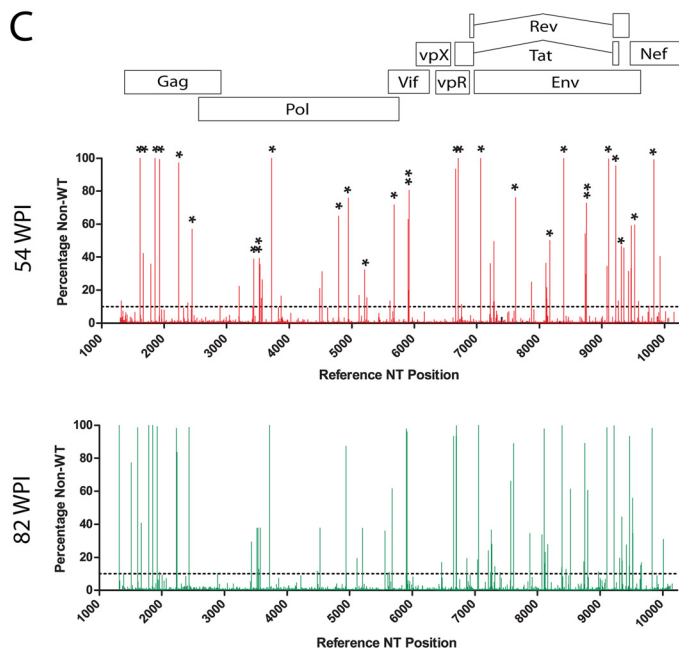 C
Rev
vpX Tat Nef
Gag Vif vpR Env
Pol
54 WPI
Percentage Non-WT
100
80
60
40
20
0
* * * * * * * * * * * * * * * * * * * * * * * * * * * * *
1000 2000 3000 4000 5000 6000 7000 8000 9000 10000
Reference NT Position
82 WPI
Percentage Non-WT
100
80
60
40
20
0
1000 2000 3000 4000 5000 6000 7000 8000 9000 10000
Reference NT Position